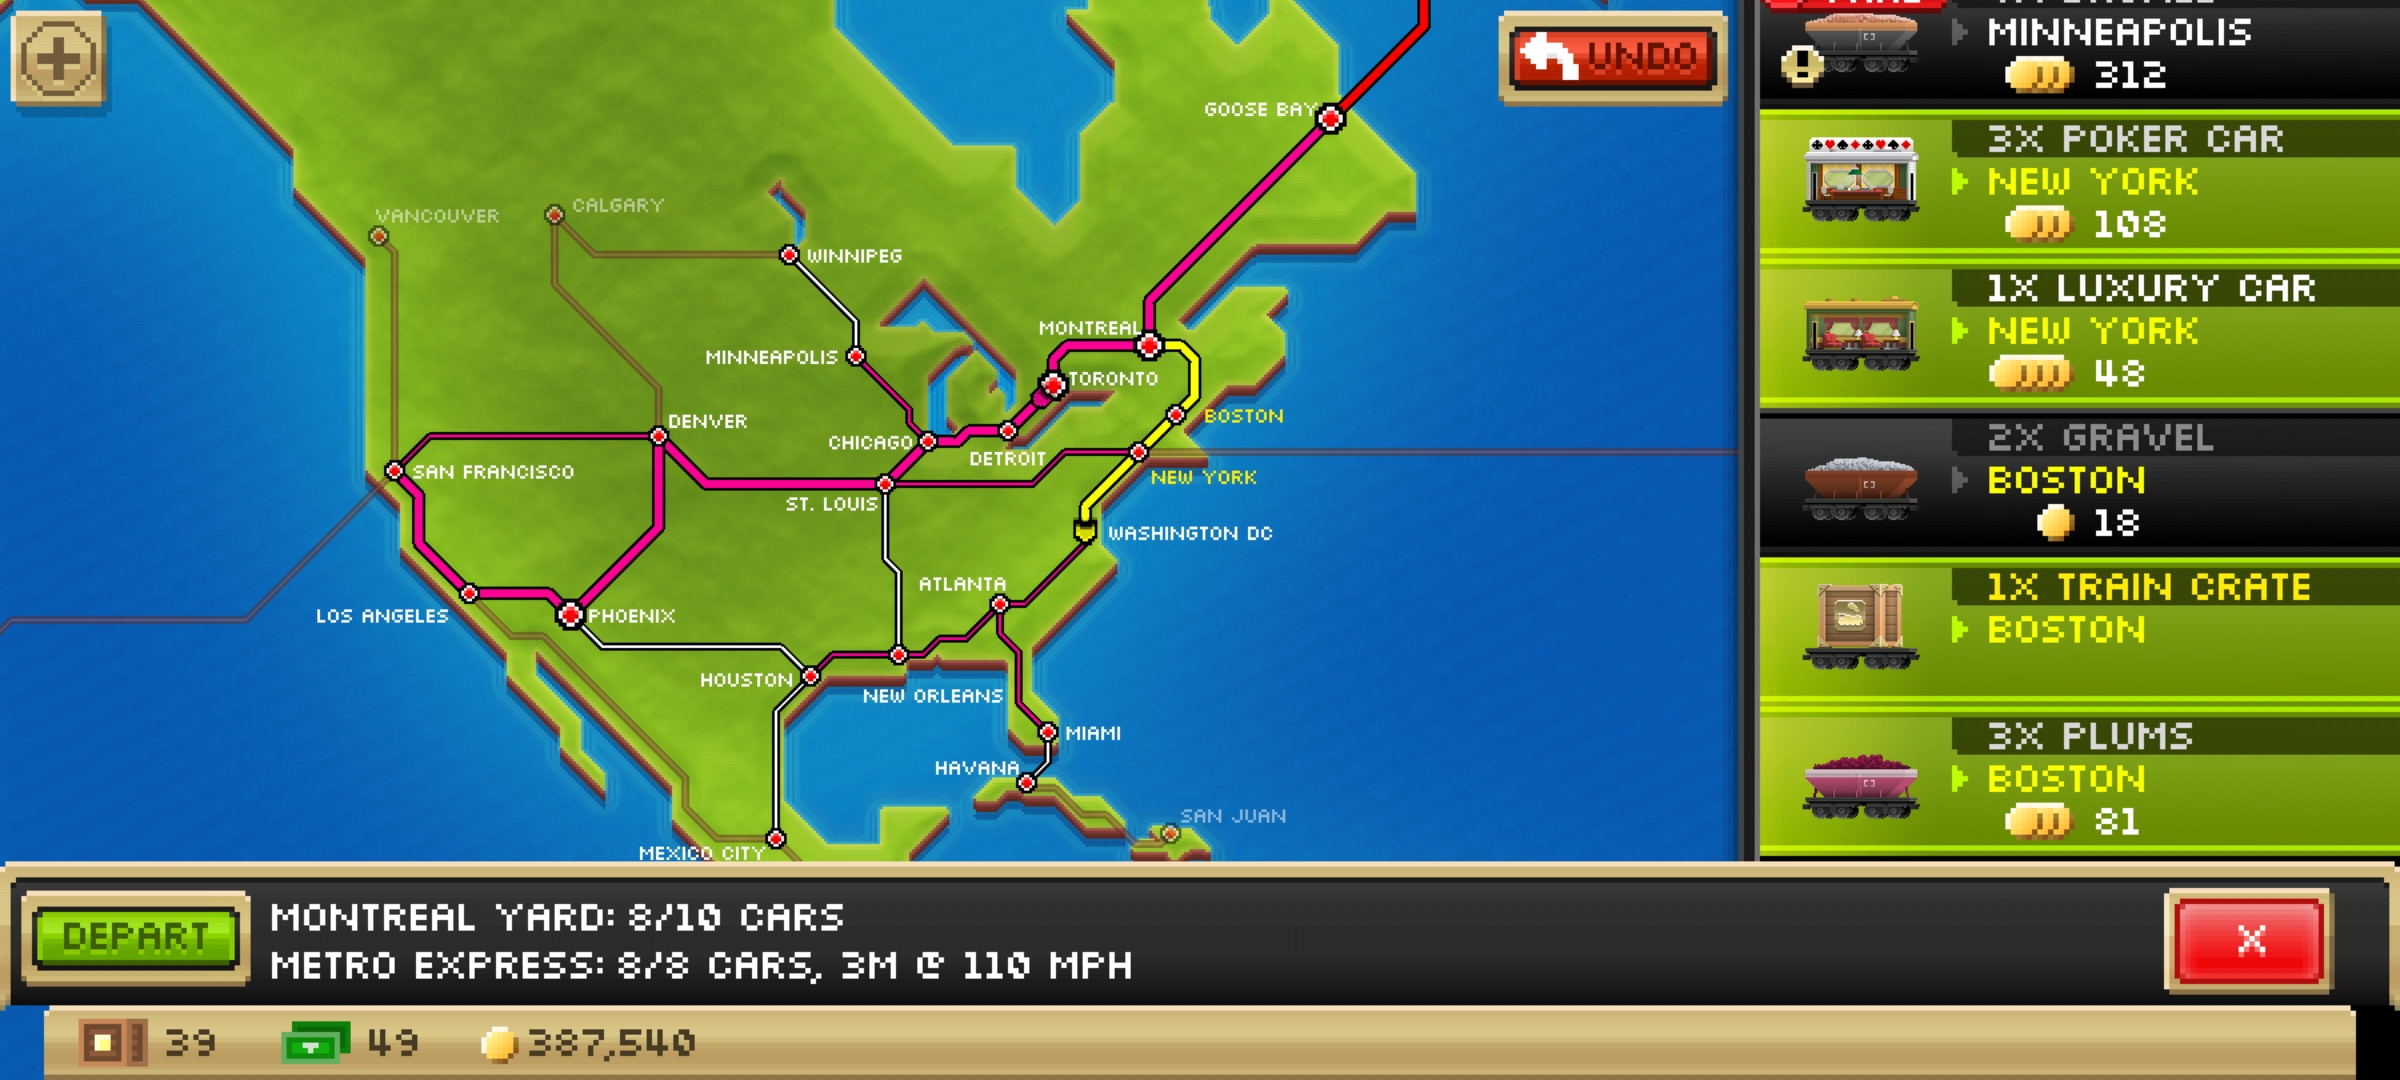 MINNEAPOLIS
312
UNDO
GOOSE BAY
3X POKER CAR
NEW YORK
108
VANCOUVER
CALGARY
WINNIPEG
1X LUXURY CAR
NEW YORK
48
MONTREAL
MINNEAPOLIS
TORONTO
DENVER
BOSTON
CHICAGO
DETROIT
SAN FRANCISCO
NEW YORK
ST. LOUIS
WASHINGTON DC
2X GRAVEL
BOSTON
18
ATLANTA
LOS ANGELES
PHOENIX
1X TRAIN CRATE
BOSTON
HOUSTON
NEW ORLEANS
MIAMI
HAVANA
SAN JUAN
MEXICO CITY
3X PLUMS
BOSTON
81
DEPART
MONTREAL YARD: 8/10 CARS
METRO EXPRESS: 8/8 CARS, 3M @ 110 MPH
X
39
49
387,540